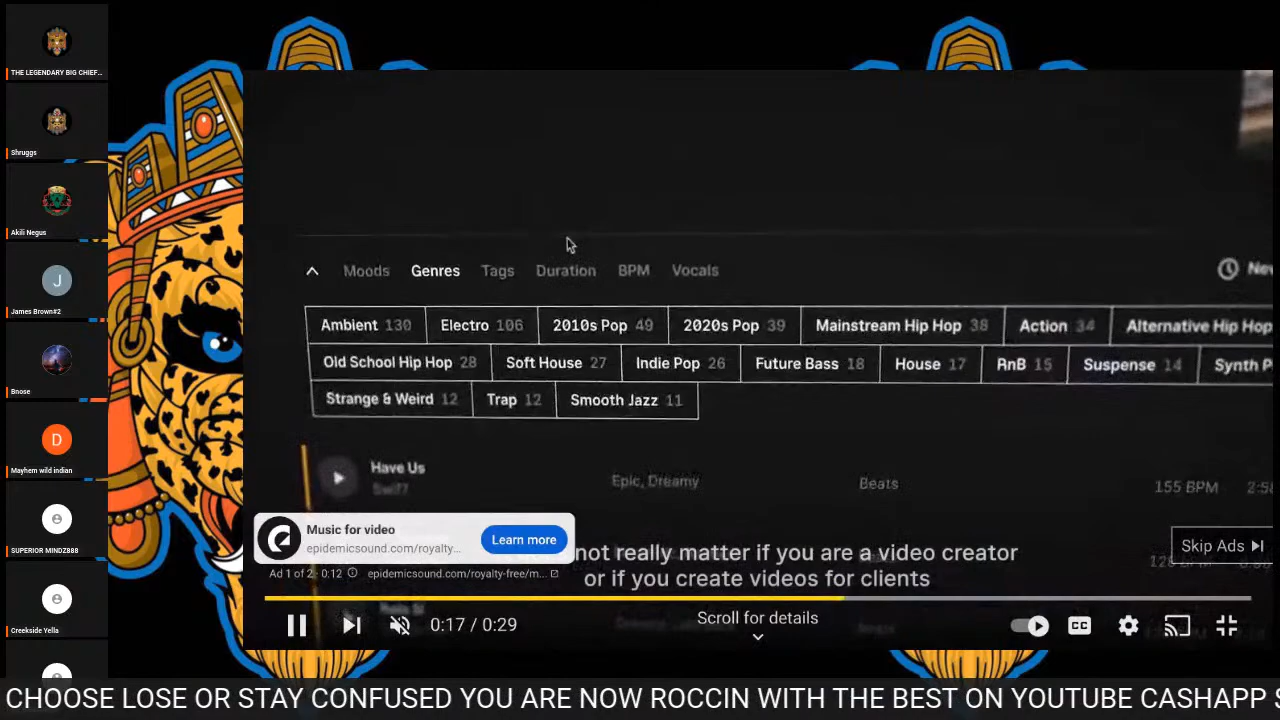 THE LEGENDARY BIG CHIEF...
Shruggs
Akili Negus
J
James Brown#2
Bnose
D
Mayhem wild indian
SUPERIOR MINDZ888
Creekside Yella
Moods Genres Tags Duration BPM Vocals
Ambient 130 Electro 106 2010s Pop 49 2020s Pop 39 Mainstream Hip Hop 38 Action 34 Alternative Hip Hop
Old School Hip Hop 28 Soft House 27 Indie Pop 26 Future Bass 18 House 17 RnB 15 Suspense 14 Synth P
Strange & Weird 12 Trap 12 Smooth Jazz 11
Have Us Epic, Dreamy Beats 155 BPM
Music for video
epidemicsound.com/royalty...
Learn more
not really matter if you are a video creator
or if you create videos for clients
Skip Ads
Ad 1 of 2 · 0:12 epidemicsound.com/royalty-free/m...
0:17 / 0:29
Scroll for details
CC
CHOOSE LOSE OR STAY CONFUSED YOU ARE NOW ROCCIN WITH THE BEST ON YOUTUBE CASHAPP